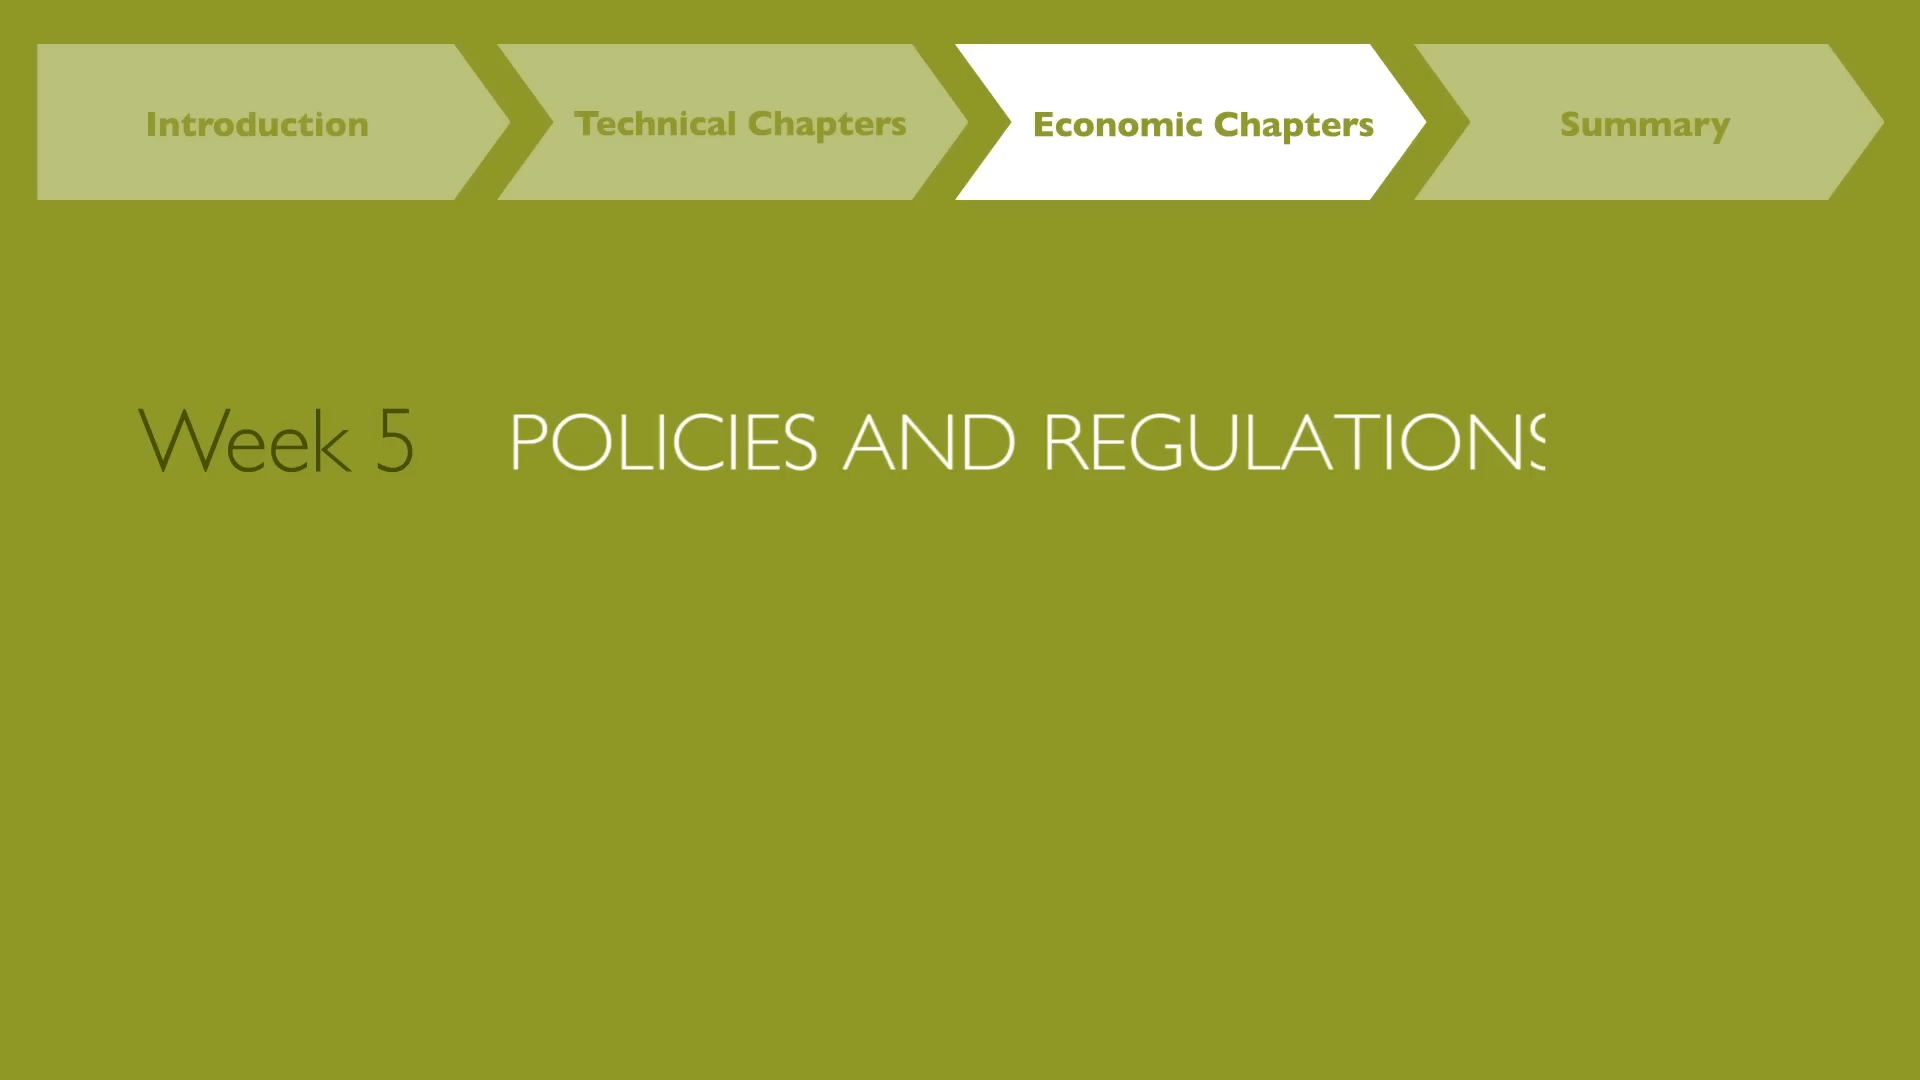 Introduction
Technical Chapters
Economic Chapters
Summary
Week 5 POLICIES AND REGULATIONS